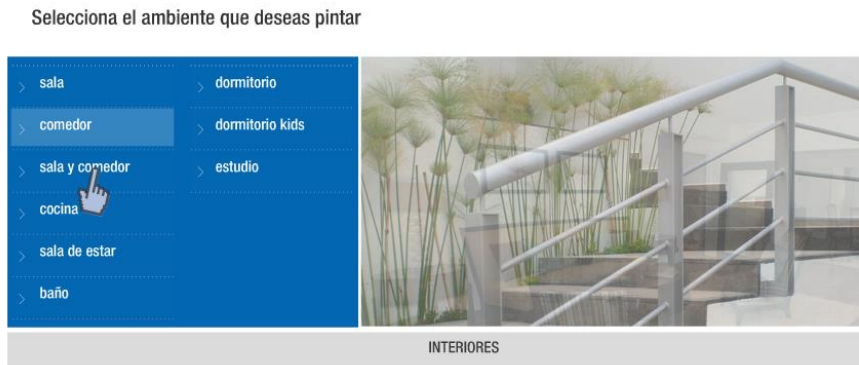 Selecciona el ambiente que deseas pintar
sala
comedor
sala y comedor
cocina
sala de estar
baño
dormitorio
dormitorio kids
estudio
INTERIORES